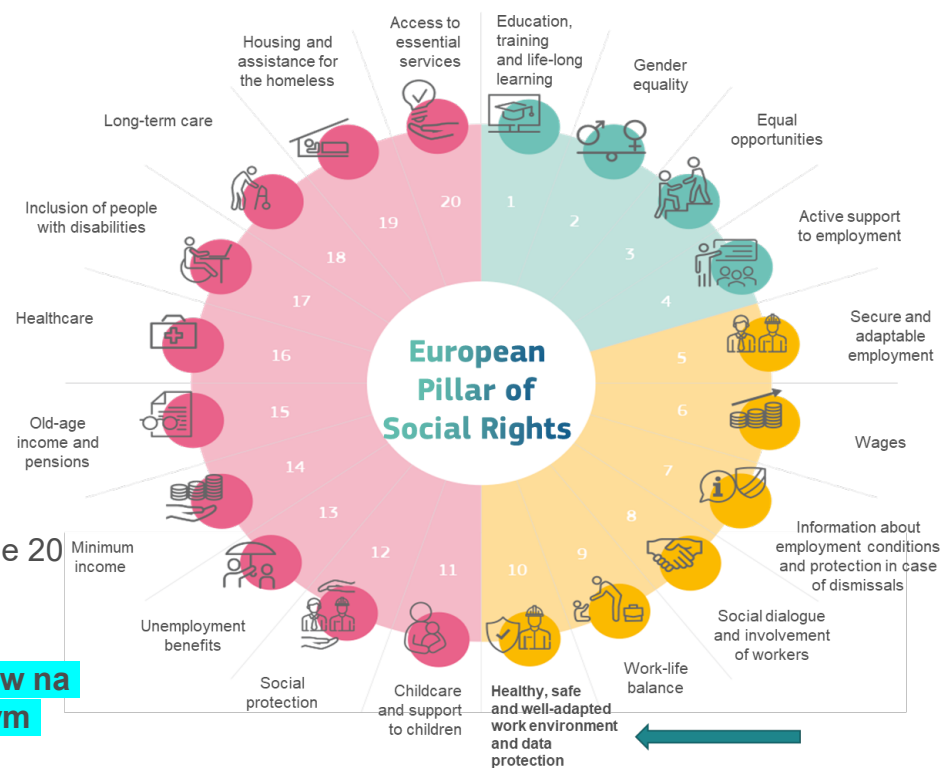 Education,
training
and life-long
learning
Gender
equality
Equal
opportunities
Active support
to employment
Secure and
adaptable
employment
Wages
Information about
employment conditions
and protection in case
of dismissals
Social dialogue
and involvement
of workers
Work-life
balance
Healthy, safe
and well-adapted
work environment
and data
protection
Childcare
and support
to children
Social
protection
Unemployment
benefits
Minimum
income
Old-age
income and
pensions
Healthcare
Inclusion of people
with disabilities
Long-term care
Housing and
assistance for
the homeless
Access to
essential
services
1
2
3
4
5
6
7
8
9
10
11
12
13
14
15
16
17
18
19
20
i
European
Pillar of
Social Rights
e 20
w na
ym